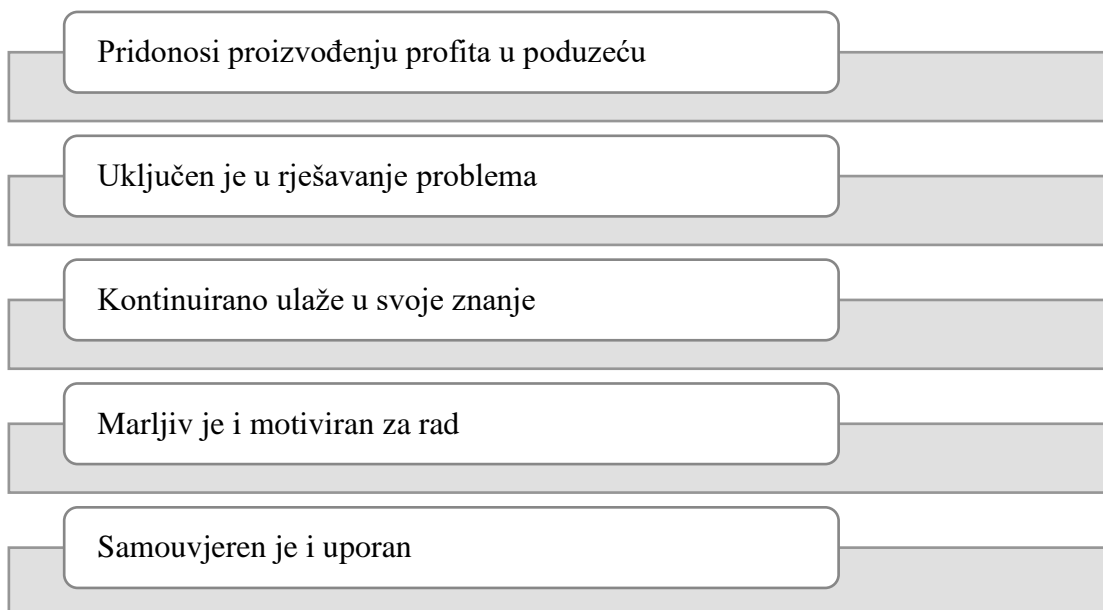 Pridonosi proizvođenju profita u poduzeću
Uključen je u rješavanje problema
Kontinuirano ulaže u svoje znanje
Marljiv je i motiviran za rad
Samouvjeren je i uporan